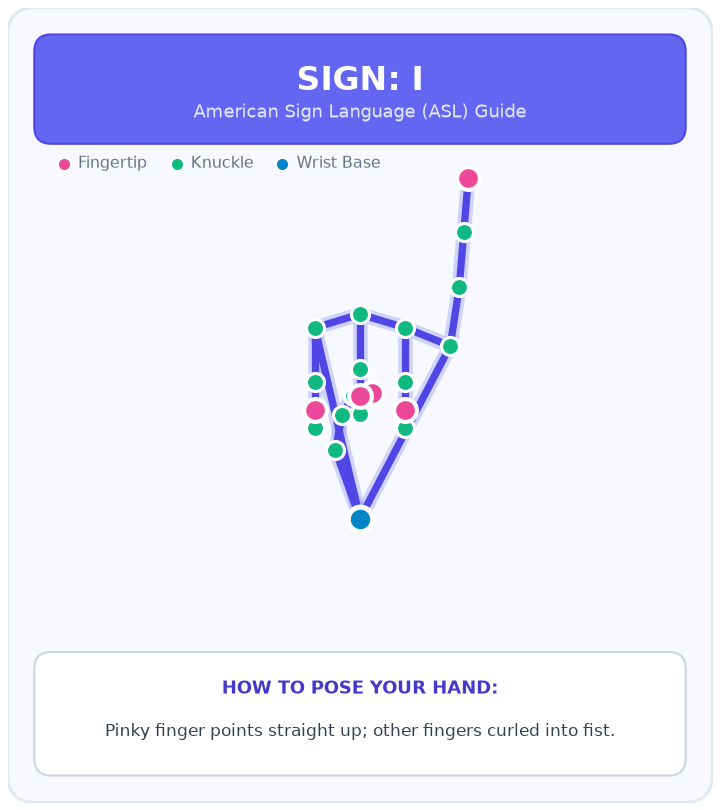 SIGN: I
American Sign Language (ASL) Guide
Fingertip Knuckle Wrist Base
HOW TO POSE YOUR HAND:
Pinky finger points straight up; other fingers curled into fist.